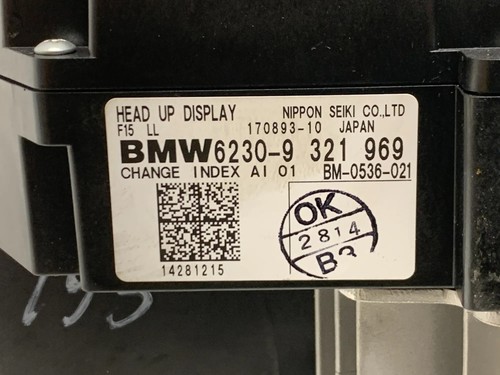 HEAD UP DISPLAY NIPPON SEIKI CO.,LTD
F15 LL 170893-10 JAPAN
BMW6230-9 321 969
CHANGE INDEX AI 01 BM-0536-021
OK
2814
14281215